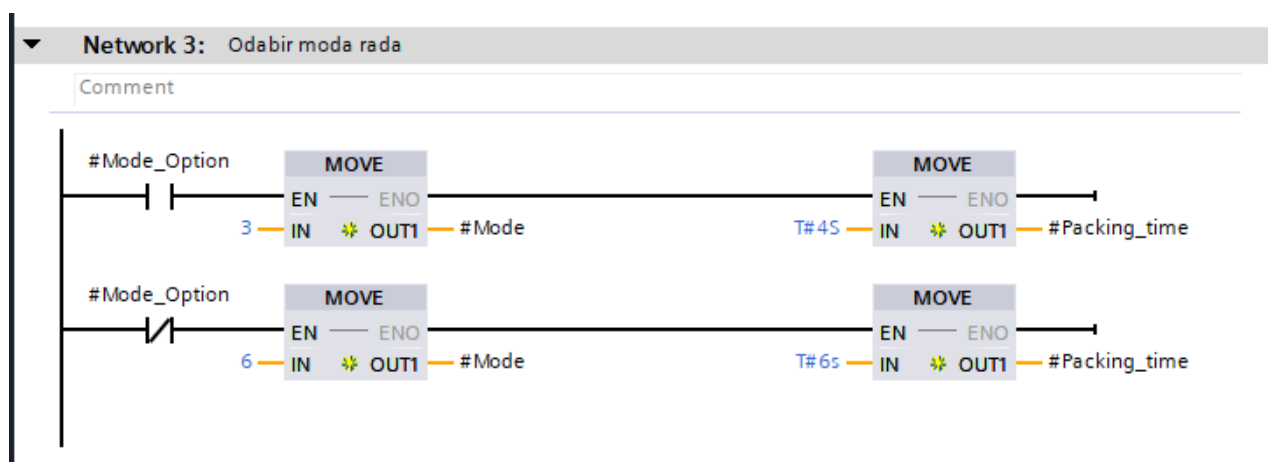 Network 3: Odabir moda rada
Comment
#Mode_Option
MOVE
MOVE
EN ENO
EN ENO
3 IN OUT1 #Mode
T#4S IN OUT1 #Packing_time
#Mode_Option
MOVE
MOVE
EN ENO
EN ENO
6 IN OUT1 #Mode
T#6s IN OUT1 #Packing_time